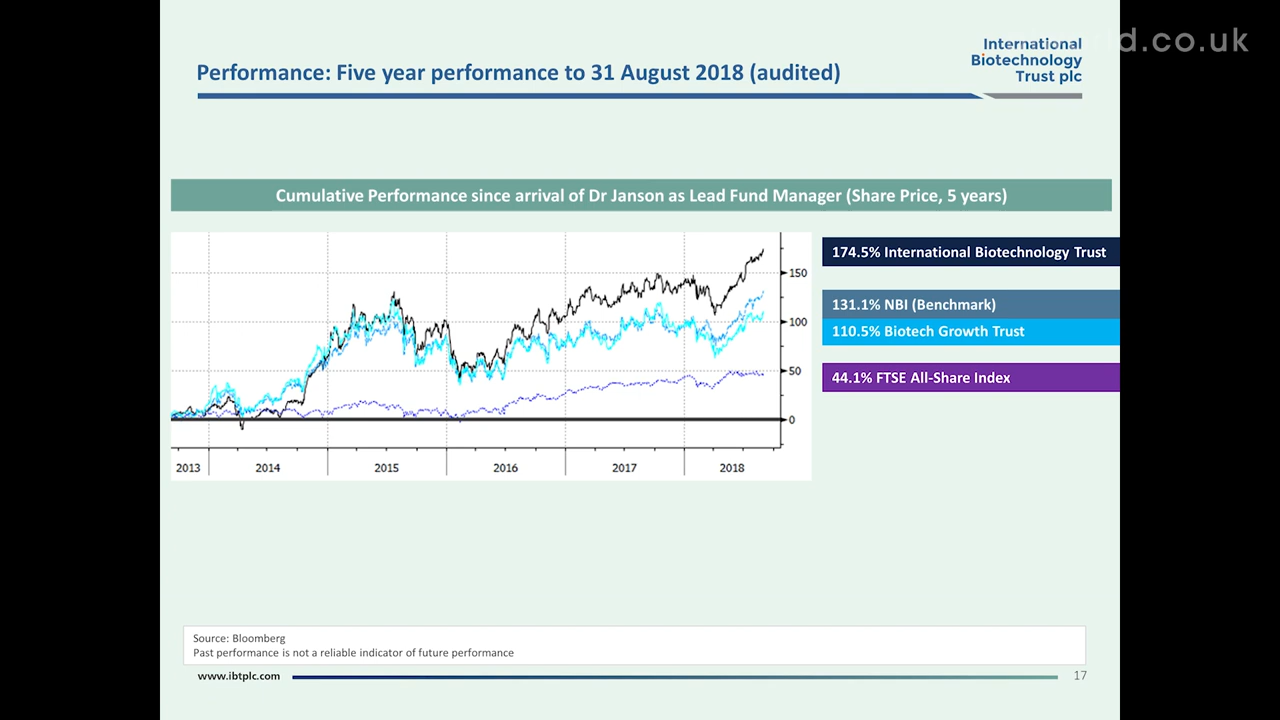 Performance: Five year performance to 31 August 2018 (audited)
International
Biotechnology
Trust plc
.co.uk
Cumulative Performance since arrival of Dr Janson as Lead Fund Manager (Share Price, 5 years)
174.5% International Biotechnology Trust
131.1% NBI (Benchmark)
110.5% Biotech Growth Trust
44.1% FTSE All-Share Index
150
100
50
0
2013 2014 2015 2016 2017 2018
Source: Bloomberg
Past performance is not a reliable indicator of future performance
www.ibtplc.com
17